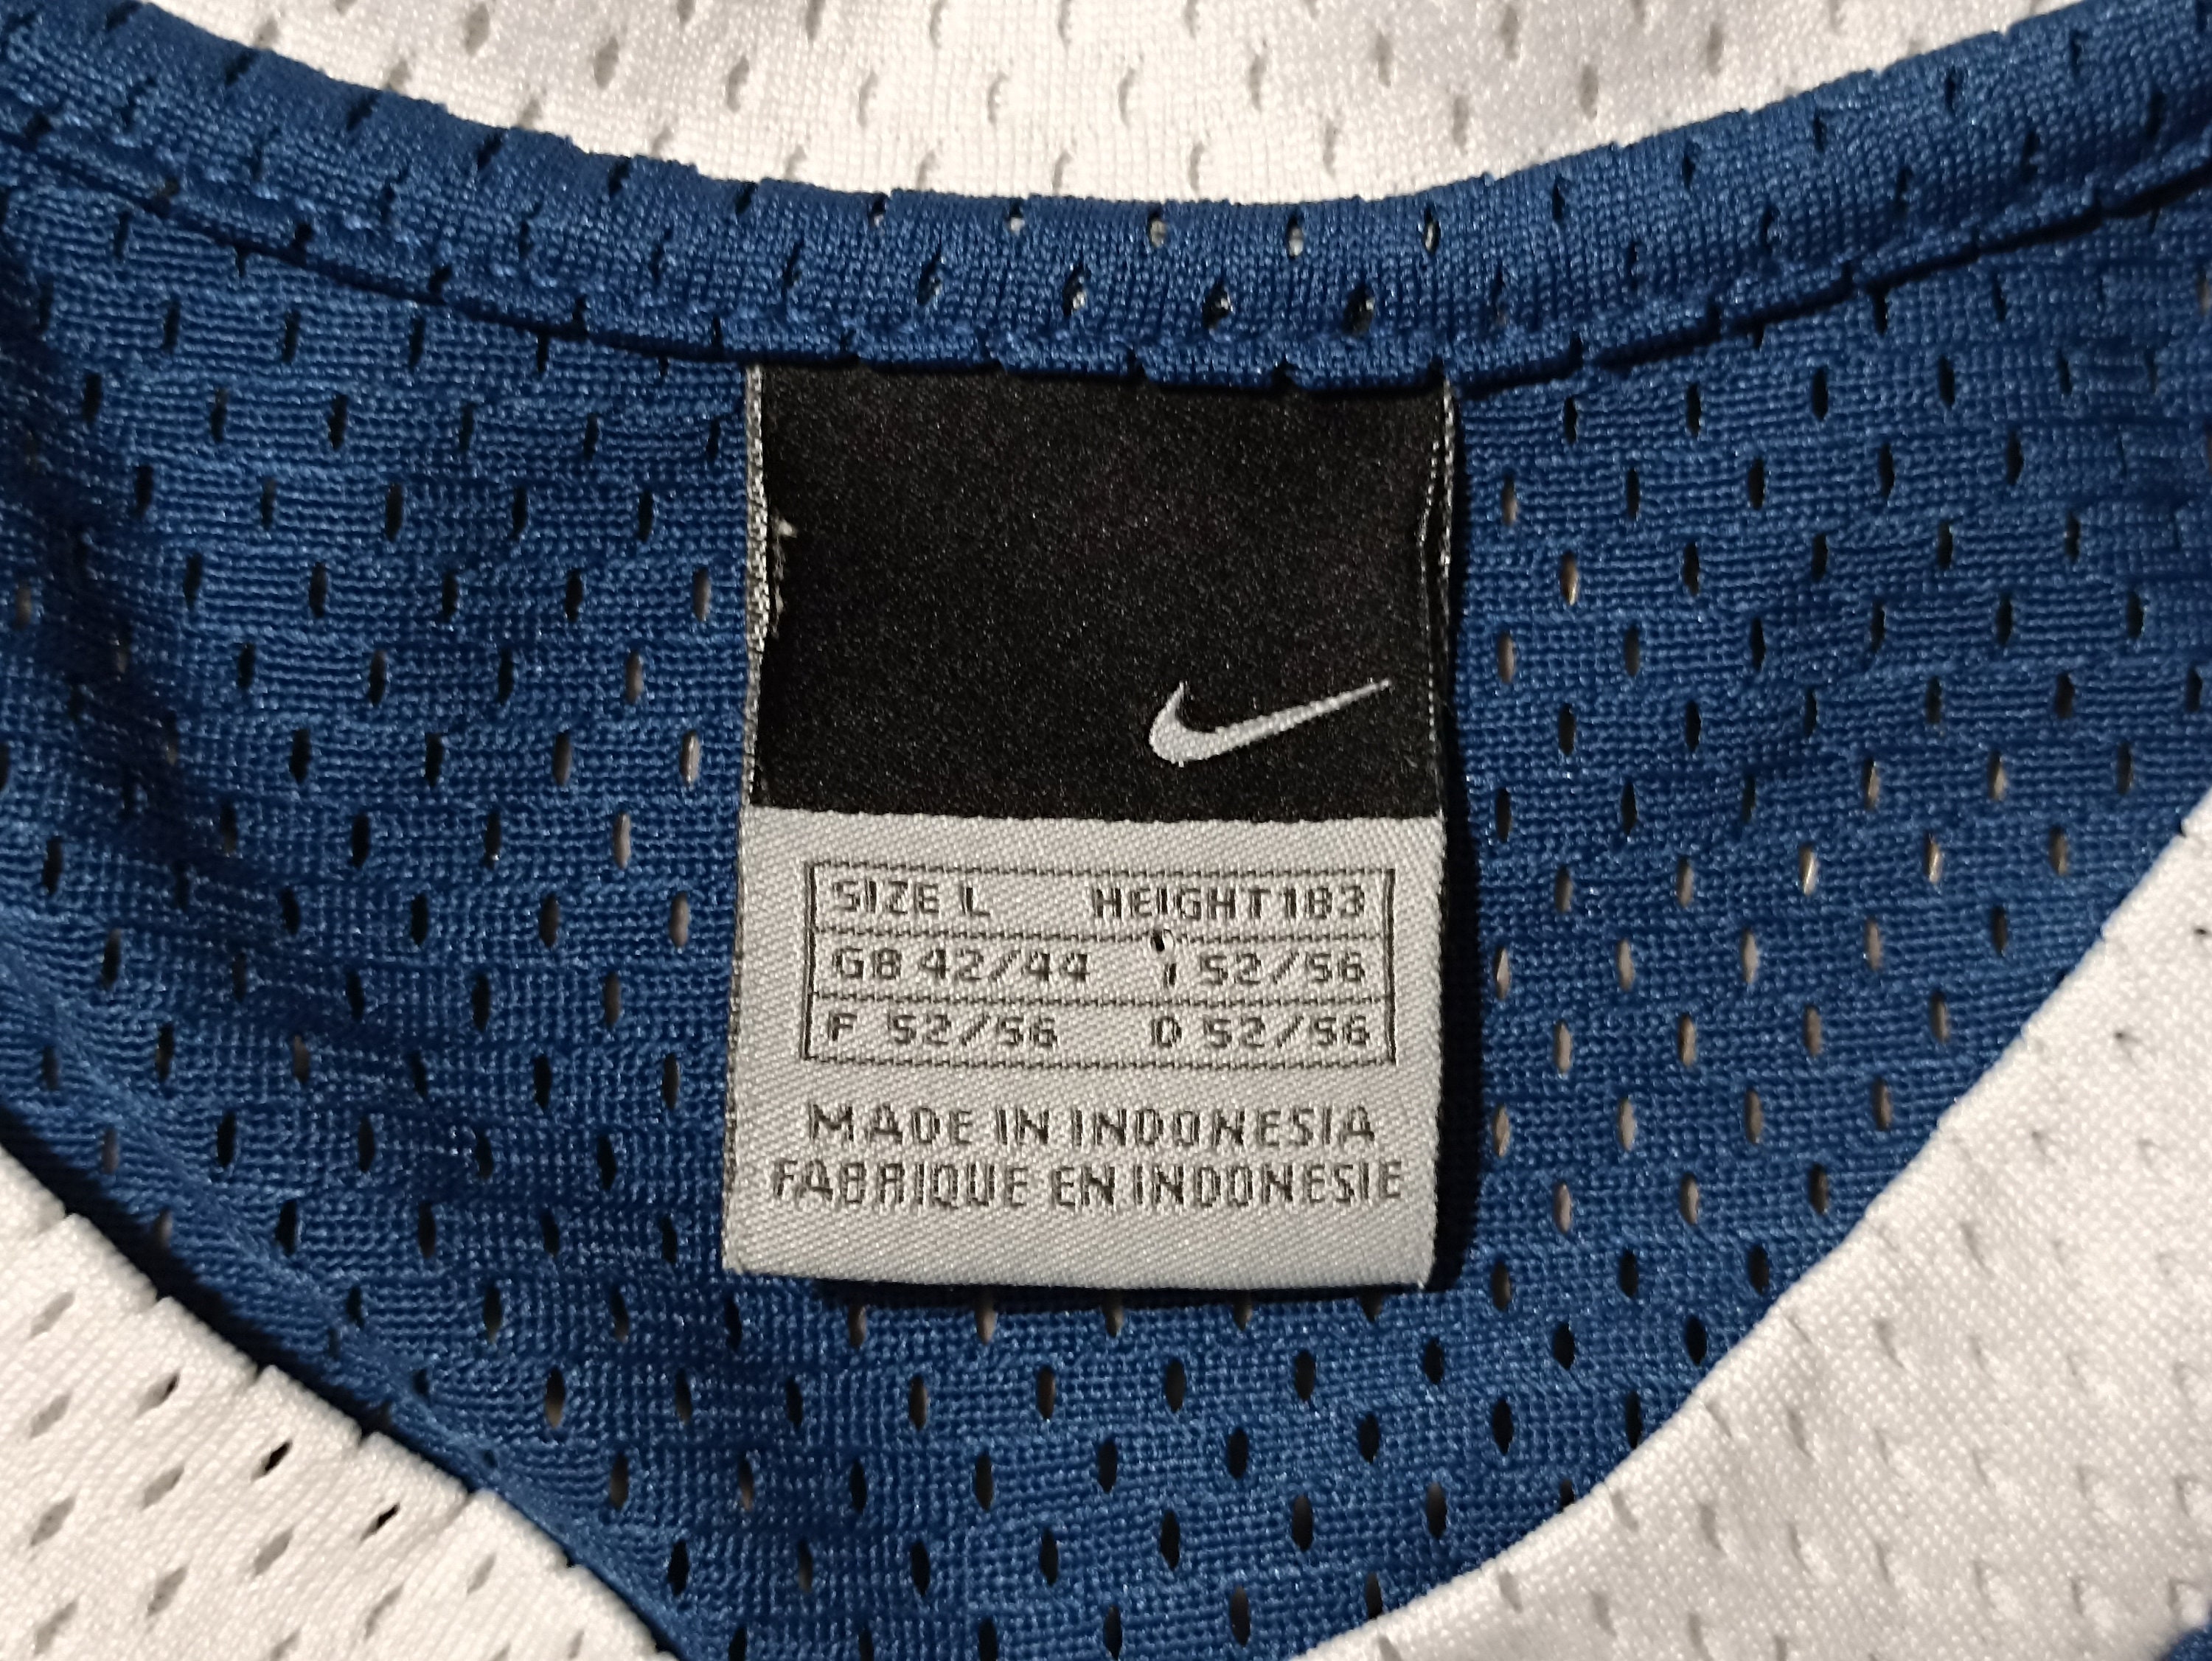 SIZE L HEIGHT 183
GB 42/44 I 52/56
F 52/56 D 52/56
MADE IN INDONESIA
FABRIQUE EN INDONESIE